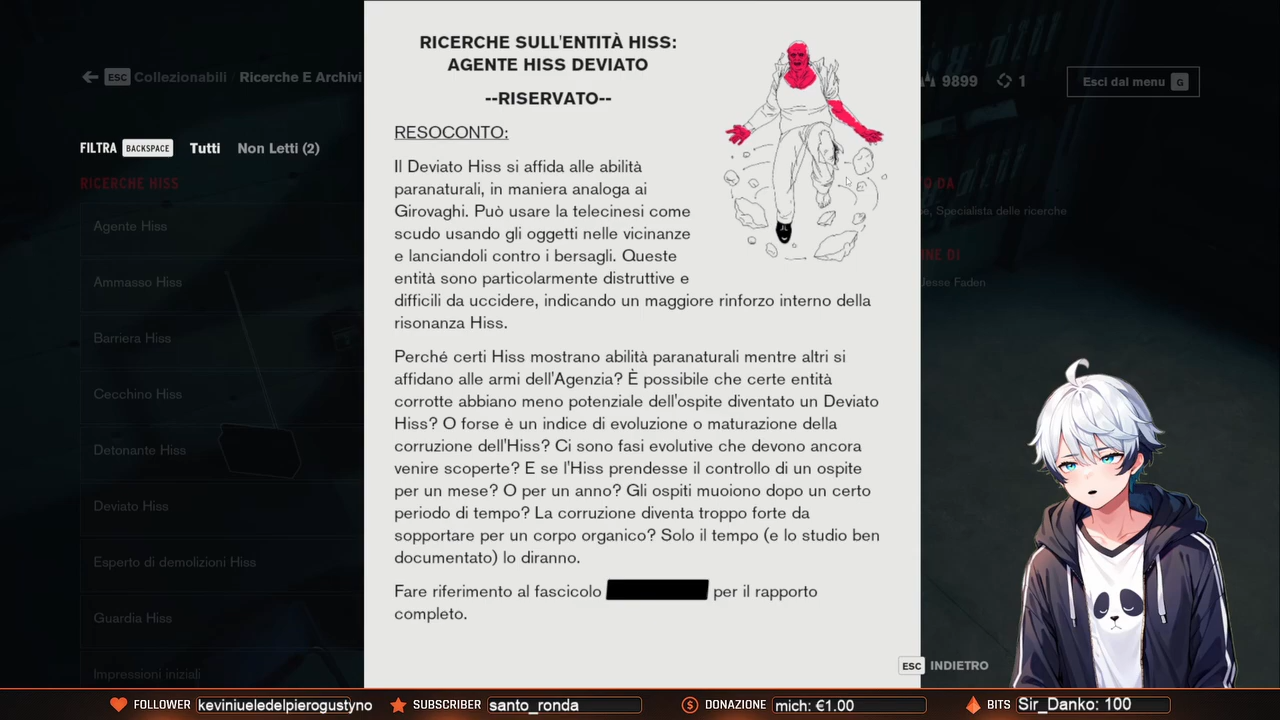 RICERCHE SULL'ENTITÀ HISS:
AGENTE HISS DEVIATO
--RISERVATO--
RESOCONTO:
Il Deviato Hiss si affida alle abilità
paranaturali, in maniera analoga ai
Girovaghi. Può usare la telecinesi come
scudo usando gli oggetti nelle vicinanze
e lanciandoli contro i bersagli. Queste
entità sono particolarmente distruttive e
difficili da uccidere, indicando un maggiore rinforzo interno della
risonanza Hiss.
Perché certi Hiss mostrano abilità paranaturali mentre altri si
affidano alle armi dell'Agenzia? È possibile che certe entità
corrotte abbiano meno potenziale dell'ospite diventato un Deviato
Hiss? O forse è un indice di evoluzione o maturazione della
corruzione dell'Hiss? Ci sono fasi evolutive che devono ancora
venire scoperte? E se l'Hiss prendesse il controllo di un ospite
per un mese? O per un anno? Gli ospiti muoiono dopo un certo
periodo di tempo? La corruzione diventa troppo forte da
sopportare per un corpo organico? Solo il tempo (e lo studio ben
documentato) lo diranno.
Fare riferimento al fascicolo per il rapporto
completo.
ESC Collezionabili Ricerche E Archivi
9899 1
Esci dal menu G
FILTRA BACKSPACE Tutti Non Letti (2)
RICERCHE HISS
Agente Hiss
Ammasso Hiss
Barriera Hiss
Cecchino Hiss
Detonante Hiss
Deviato Hiss
Esperto di demolizioni Hiss
Guardia Hiss
Impressioni iniziali
DA
Specialista delle ricerche
NE DI
Jesse Faden
ESC INDIETRO
FOLLOWER keviniueledelpierogustyno SUBSCRIBER santo_ronda DONAZIONE mich: €1.00 BITS Sir_Danko: 100